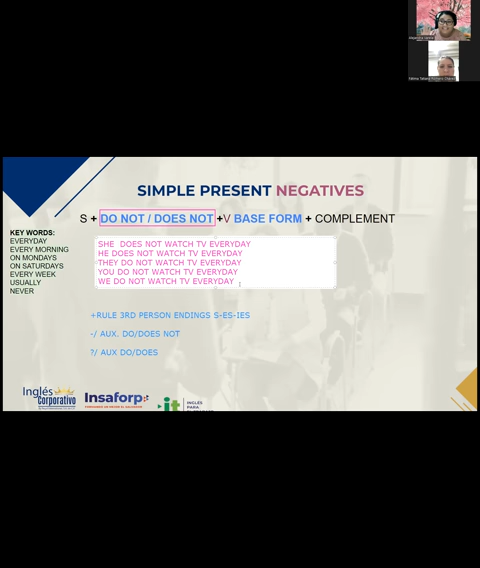 SIMPLE PRESENT NEGATIVES
S + DO NOT / DOES NOT +V BASE FORM + COMPLEMENT
KEY WORDS:
EVERYDAY
EVERY MORNING
ON MONDAYS
ON SATURDAYS
EVERY WEEK
USUALLY
NEVER
SHE DOES NOT WATCH TV EVERYDAY
HE DOES NOT WATCH TV EVERYDAY
THEY DO NOT WATCH TV EVERYDAY
YOU DO NOT WATCH TV EVERYDAY
WE DO NOT WATCH TV EVERYDAY
+RULE 3RD PERSON ENDINGS S-ES-IES
-/ AUX. DO/DOES NOT
?/ AUX DO/DOES
Inglés
Corporativo
Insaforp
it
INGLÉS
PARA